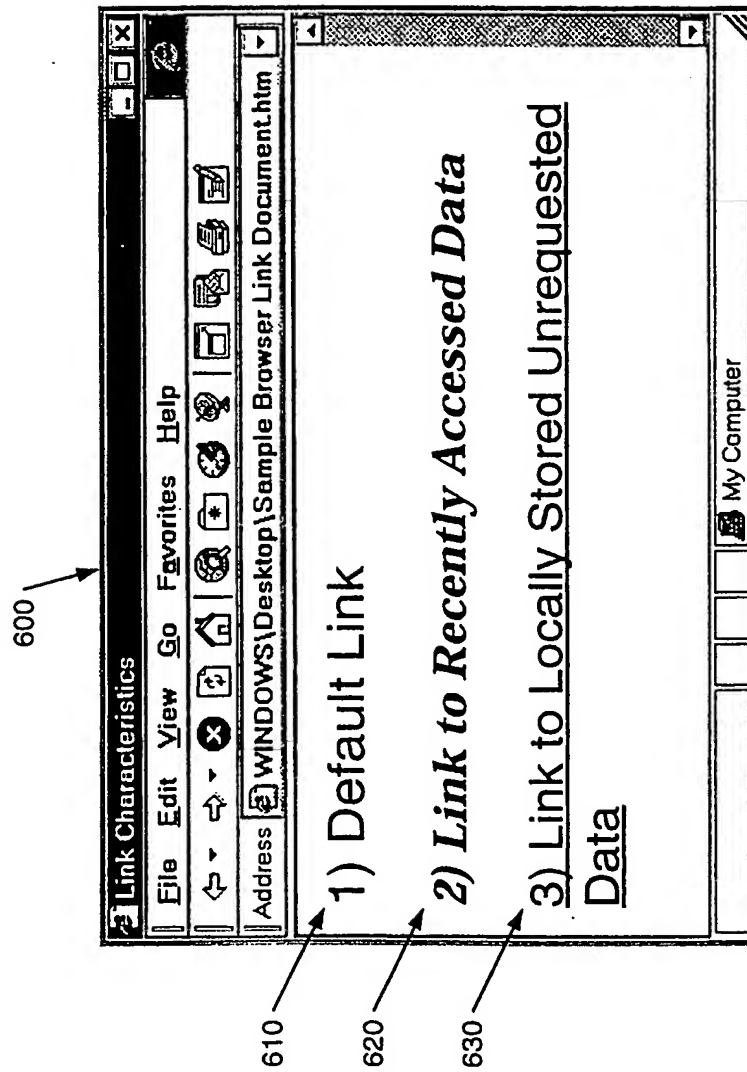 600
Link Characteristics
File Edit View Go Favorites Help
Address WINDOWS\Desktop\Sample Browser Link Document.htm
610
1) Default Link
620
2) Link to Recently Accessed Data
630
3) Link to Locally Stored Unrequested
Data
My Computer